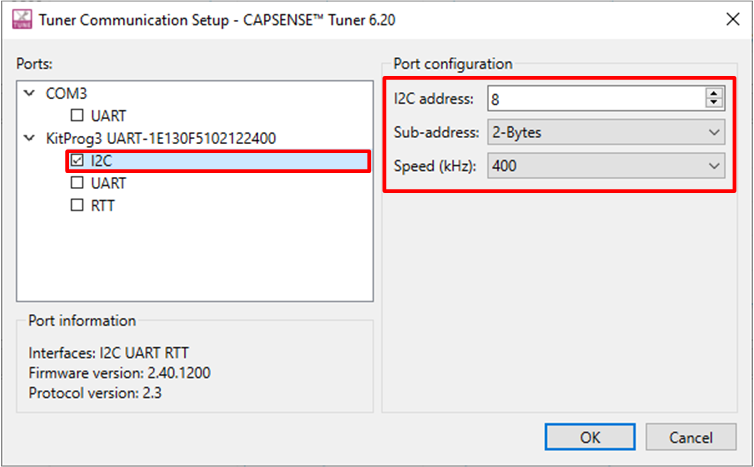 Tuner Communication Setup - CAPSENSE™ Tuner 6.20
Ports:
COM3
UART
KitProg3 UART-1E130F5102122400
I2C
UART
RTT
Port information
Interfaces: I2C UART RTT
Firmware version: 2.40.1200
Protocol version: 2.3
Port configuration
I2C address: 8
Sub-address: 2-Bytes
Speed (kHz): 400
OK Cancel